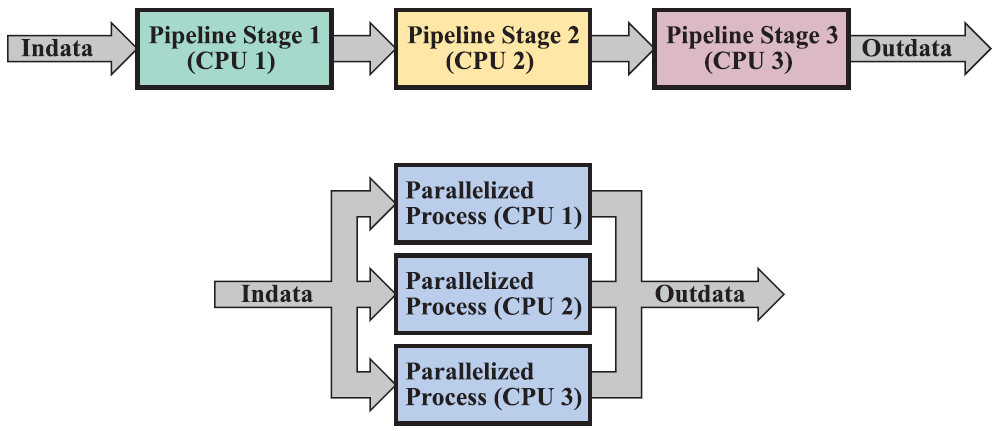 Indata
Pipeline Stage 1
(CPU 1)
Pipeline Stage 2
(CPU 2)
Pipeline Stage 3
(CPU 3)
Outdata
Parallelized
Process (CPU 1)
Indata
Parallelized
Process (CPU 2)
Outdata
Parallelized
Process (CPU 3)